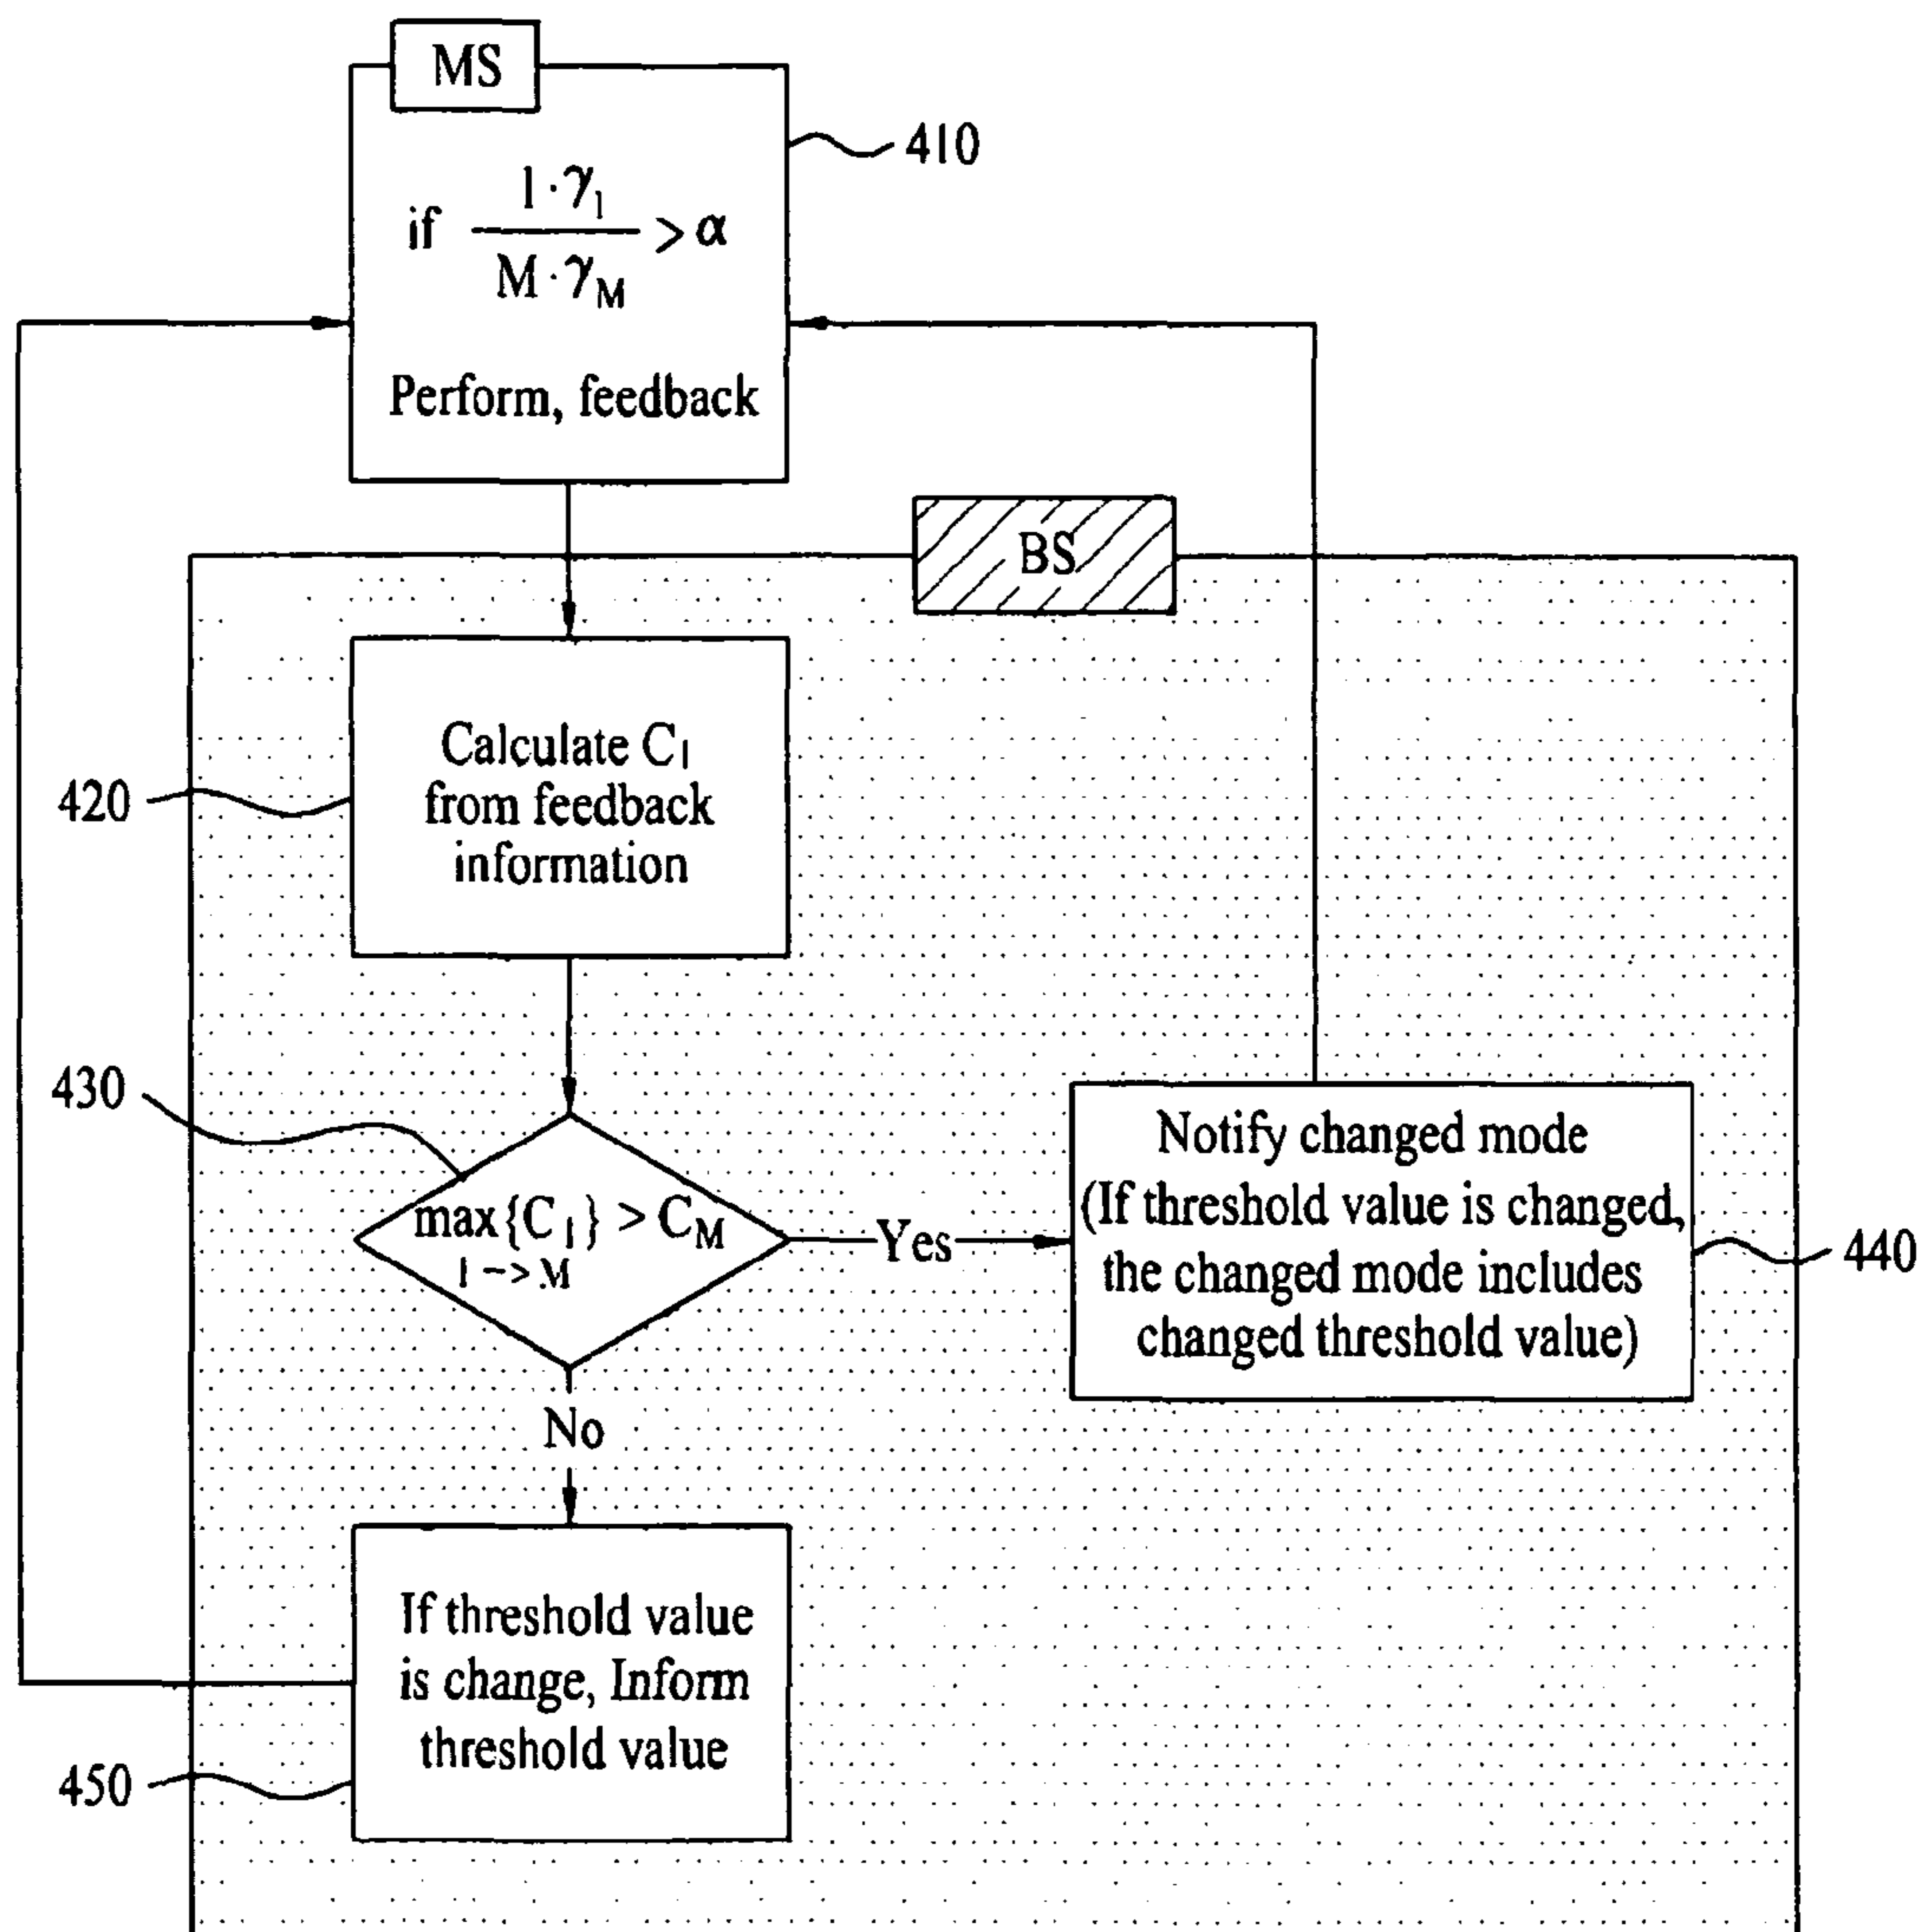 MS
410
if 1·γ1 / M·γM > α
Perform, feedback
BS
Calculate C1
from feedback
information
420
430
max{C1} > CM
1 -> M
Yes
Notify changed mode
(If threshold value is changed,
the changed mode includes
changed threshold value)
440
No
If threshold value
is change, Inform
threshold value
450